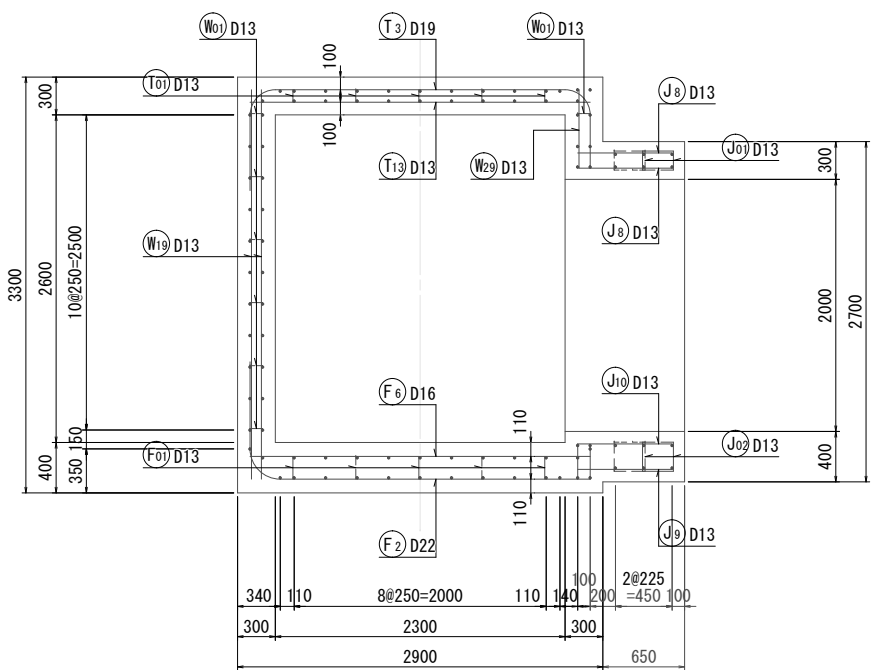 W01 D13
T3 D19
W01 D13
T01 D13
100
J8 D13
300
100
J01 D13
300
T13 D13
W29 D13
J8 D13
W19 D13
10@250=2500
2600
3300
2000
2700
F6 D16
J10 D13
110
150
F01 D13
J02 D13
400
350
400
110
F2 D22
J9 D13
100
2@225
340
110
8@250=2000
110
140
200
=450
100
300
2300
300
2900
650